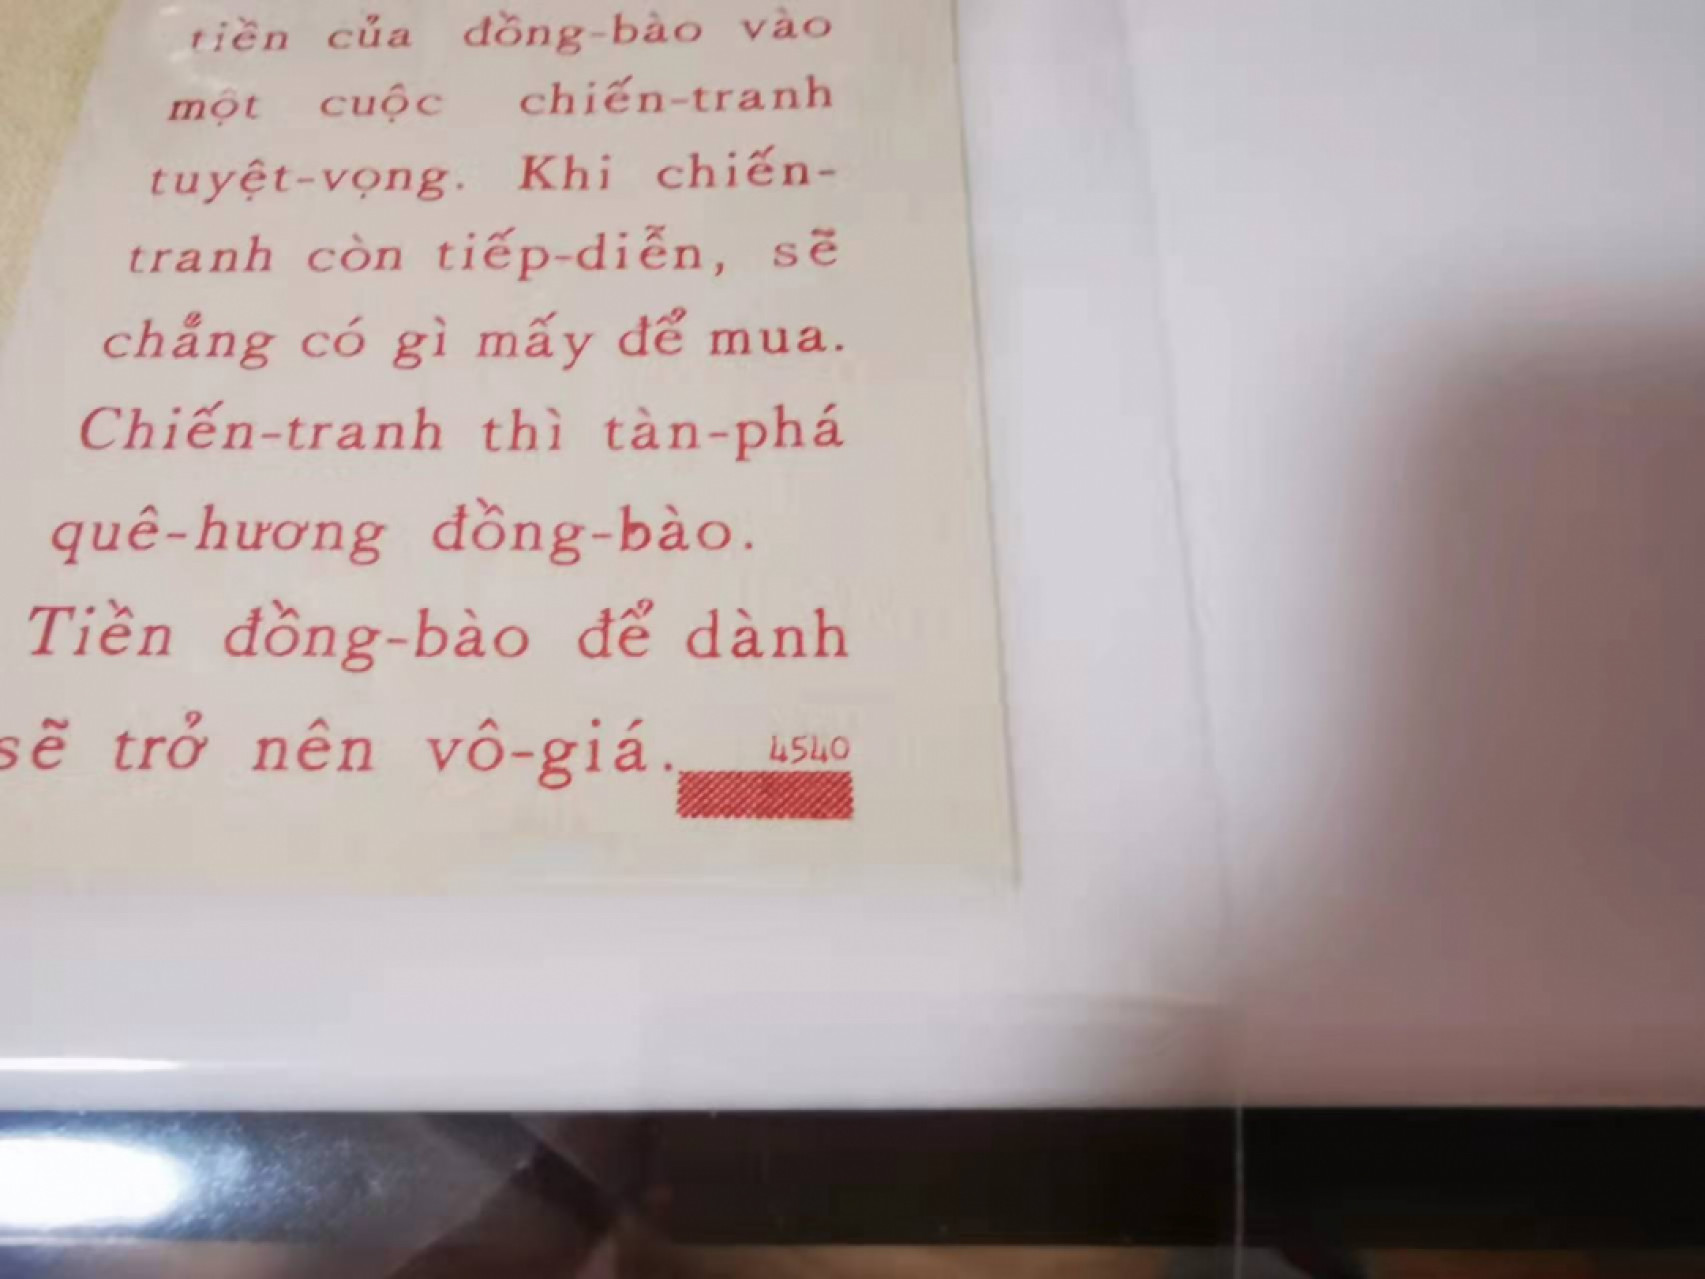 tiền của đồng-bào vào
một cuộc chiến-tranh
tuyệt-vọng. Khi chiến-
tranh còn tiếp-diễn, sẽ
chẳng có gì mấy để mua.
Chiến-tranh thì tàn-phá
quê-hương đồng-bào.
Tiền đồng-bào để dành
sẽ trở nên vô-giá.
4540